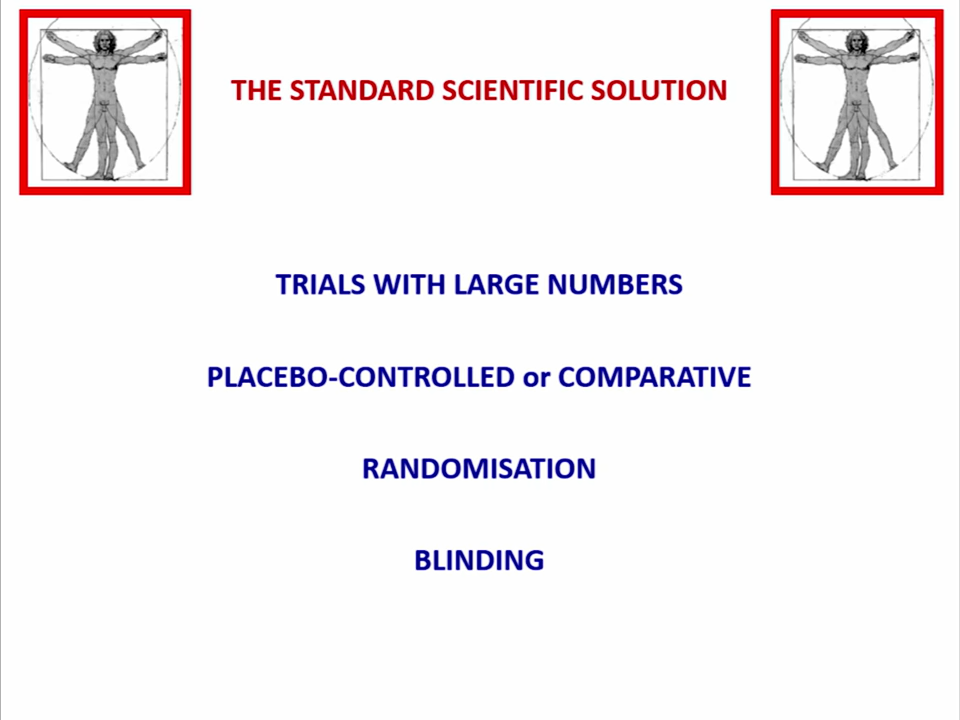 THE STANDARD SCIENTIFIC SOLUTION
TRIALS WITH LARGE NUMBERS
PLACEBO-CONTROLLED or COMPARATIVE
RANDOMISATION
BLINDING